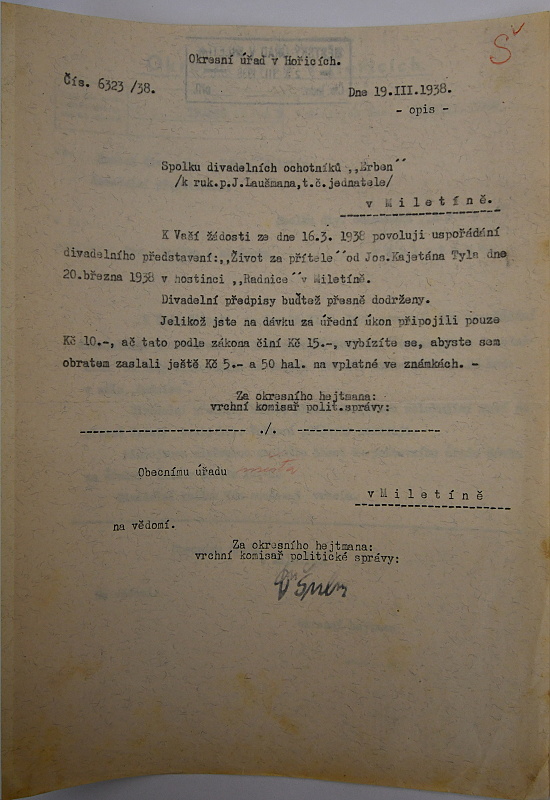 Okresní úřad v Hořicích.
Čís. 6323 /38.
Dne 19.III.1938.
- opis -
Spolku divadelních ochotníků ,,Erben´´
/k ruk.p.J.Laušmana,t.č.jednatele/
v M i l e t í n ě.
K Vaší žádosti ze dne 16.3. 1938 povoluji uspořádání
divadelního představení:,,Život za přítele´´ od Jos.Kajetána Tyla dne
20.března 1938 v hostinci ,,Radnice´´ v Miletíně.
Divadelní předpisy buďtež přesně dodrženy.
Jelikož jste na dávku za úřední úkon připojili pouze
Kč 10.-, ač tato podle zákona činí Kč 15.-, vybízíte se, abyste sem
obratem zaslali ještě Kč 5.- a 50 hal. na vplatné ve známkách. -
Za okresního hejtmana:
vrchní komisař polit.správy:
------------------------ ./. ---------------------
Obecnímu úřadu města
v M i l e t í n ě
na vědomí.
Za okresního hejtmana:
vrchní komisař politické správy: